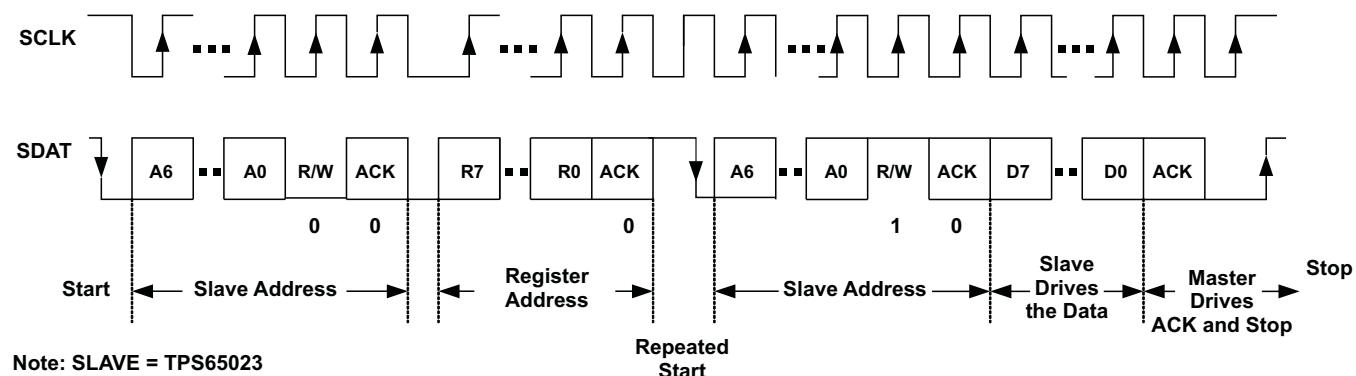 SCLK
SDAT
A6 A0 R/W ACK R7 R0 ACK A6 A0 R/W ACK D7 D0 ACK
0 0 0 1 0
Start
Slave Address
Register
Address
Slave Address
Slave
Drives
the Data
Master
Drives
ACK and Stop
Stop
Repeated
Start
Note: SLAVE = TPS65023